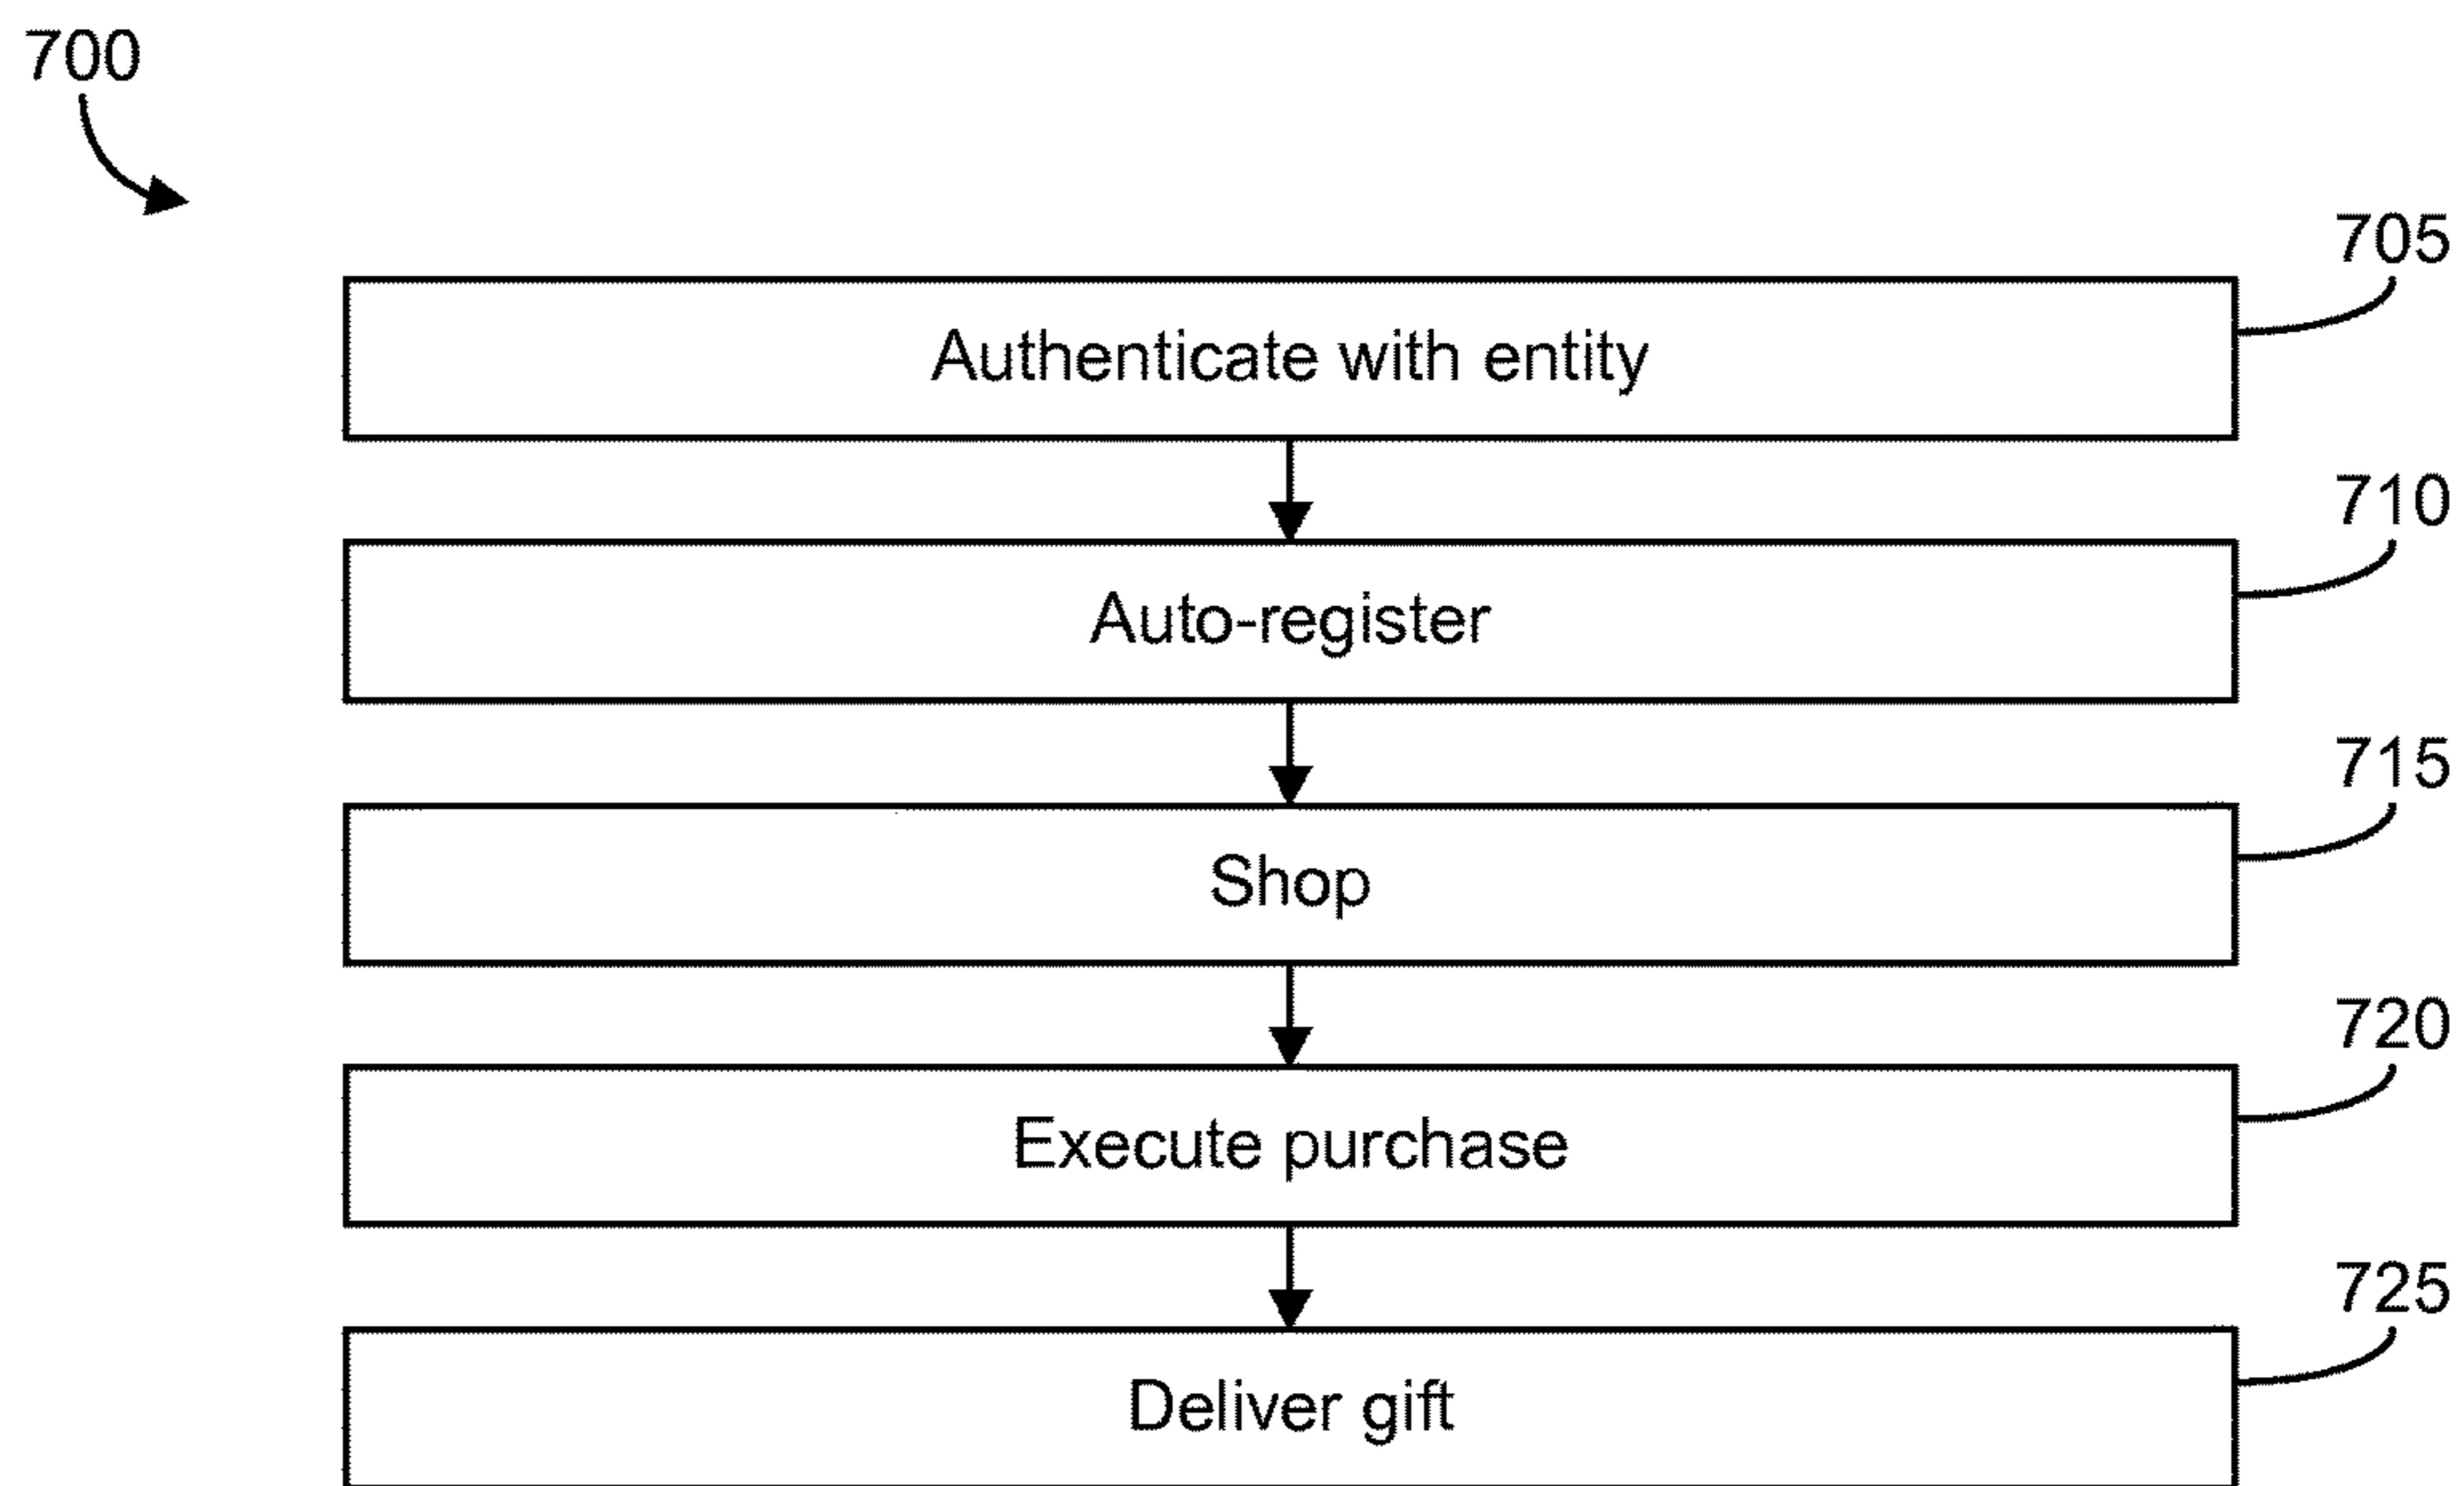 700
705
Authenticate with entity
710
Auto-register
715
Shop
720
Execute purchase
725
Deliver gift